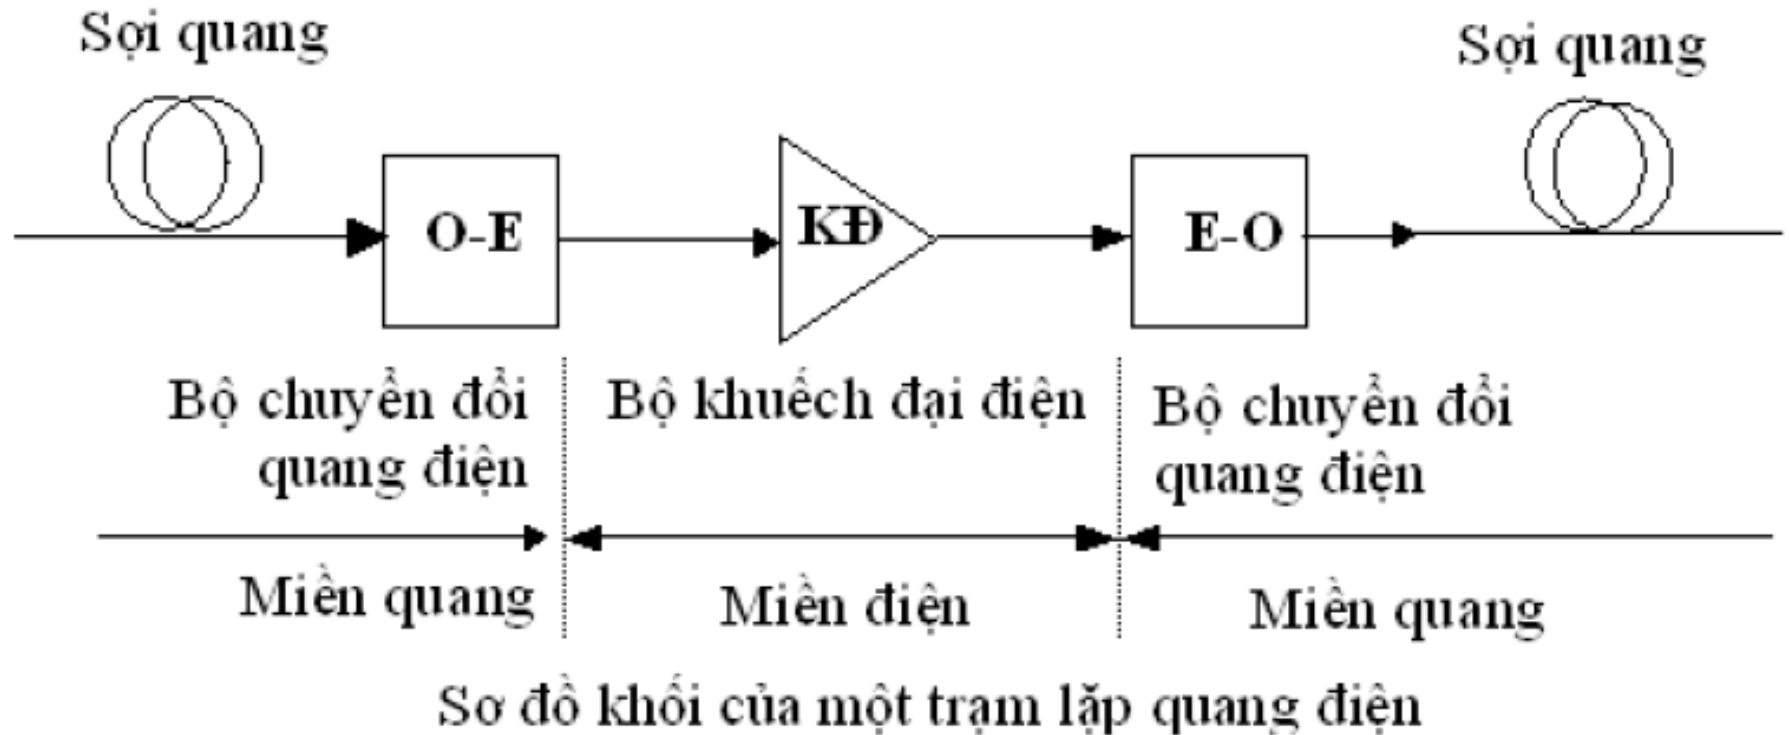 Sợi quang
Sợi quang
O-E
KĐ
E-O
Bộ chuyển đổi
quang điện
Bộ khuếch đại điện
Bộ chuyển đổi
quang điện
Miền quang
Miền điện
Miền quang
Sơ đồ khối của một trạm lặp quang điện